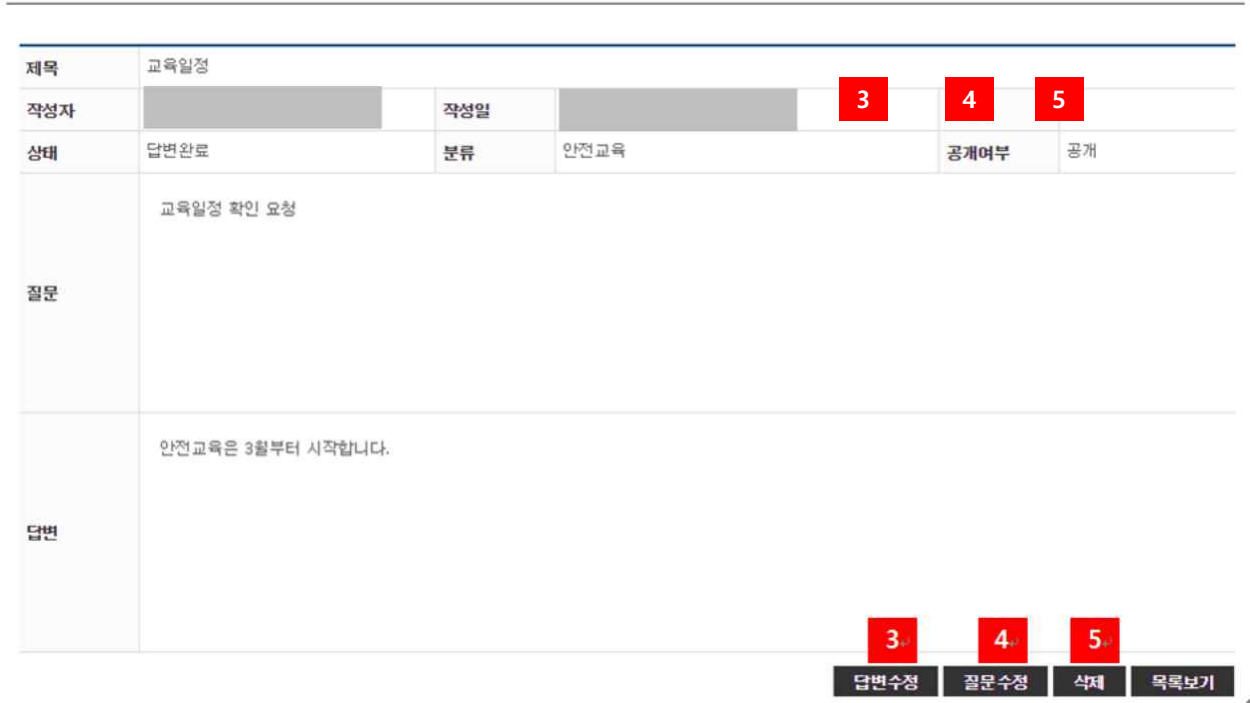 제목 교육일정
3 4 5
작성자 작성일
상태 답변완료 분류 안전교육 공개여부 공개
교육일정 확인 요청
질문
안전교육은 3월부터 시작합니다.
답변
3 4 5
답변수정 질문수정 삭제 목록보기